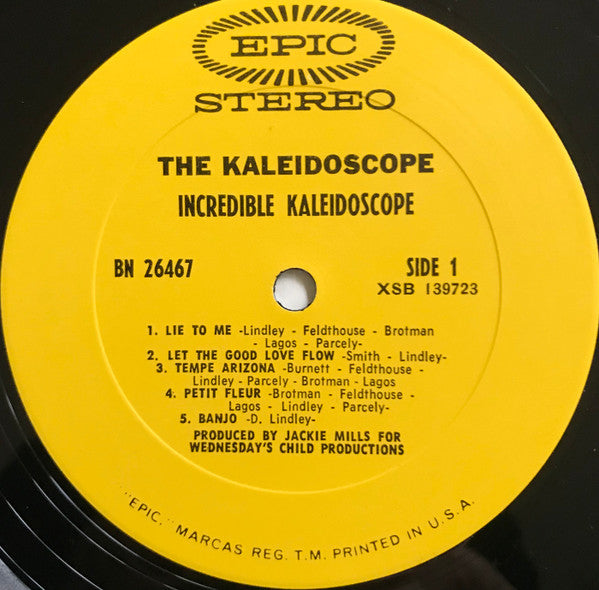 EPIC
STEREO
THE KALEIDOSCOPE
INCREDIBLE KALEIDOSCOPE
BN 26467
SIDE 1
XSB 139723
1. LIE TO ME -Lindley - Feldthouse - Brotman
- Lagos - Parcely-
2. LET THE GOOD LOVE FLOW -Smith - Lindley-
3. TEMPE ARIZONA -Burnett - Feldthouse -
Lindley - Parcely - Brotman - Lagos
4. PETIT FLEUR -Brotman - Feldthouse -
Lagos - Lindley - Parcely-
5. BANJO -D. Lindley-
PRODUCED BY JACKIE MILLS FOR
WEDNESDAY'S CHILD PRODUCTIONS
"EPIC," MARCAS REG. T.M. PRINTED IN U.S.A.